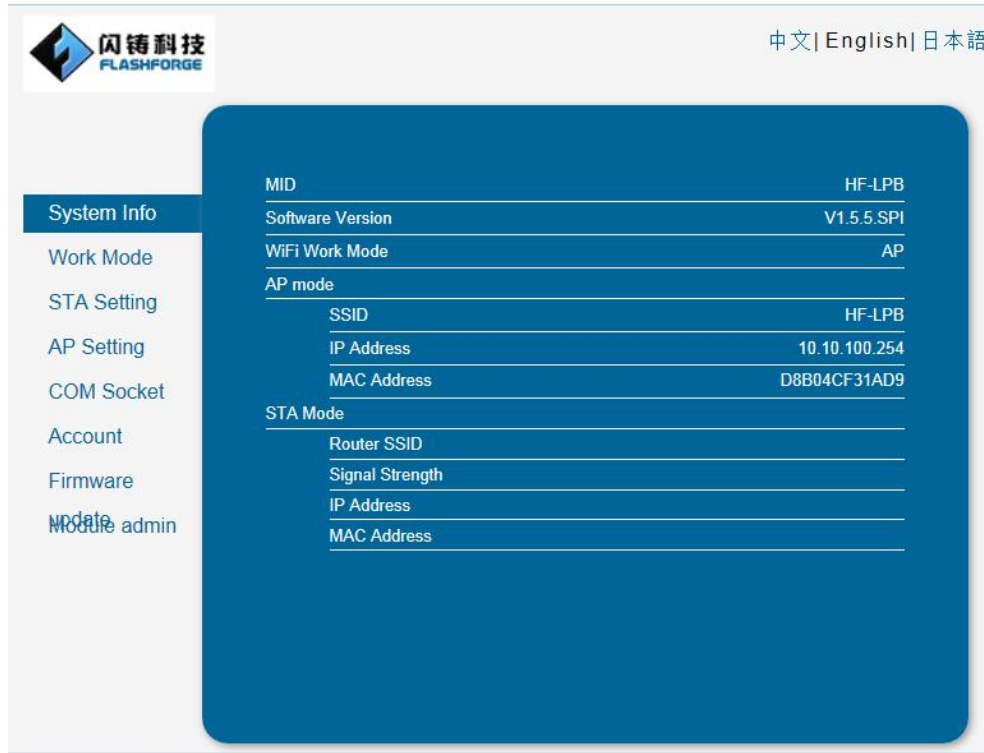 闪铸科技
FLASHFORGE
中文| English| 日本語
System Info
Work Mode
STA Setting
AP Setting
COM Socket
Account
Firmware
update
Module admin
MID HF-LPB
Software Version V1.5.5.SPI
WiFi Work Mode AP
AP mode
SSID HF-LPB
IP Address 10.10.100.254
MAC Address D8B04CF31AD9
STA Mode
Router SSID
Signal Strength
IP Address
MAC Address